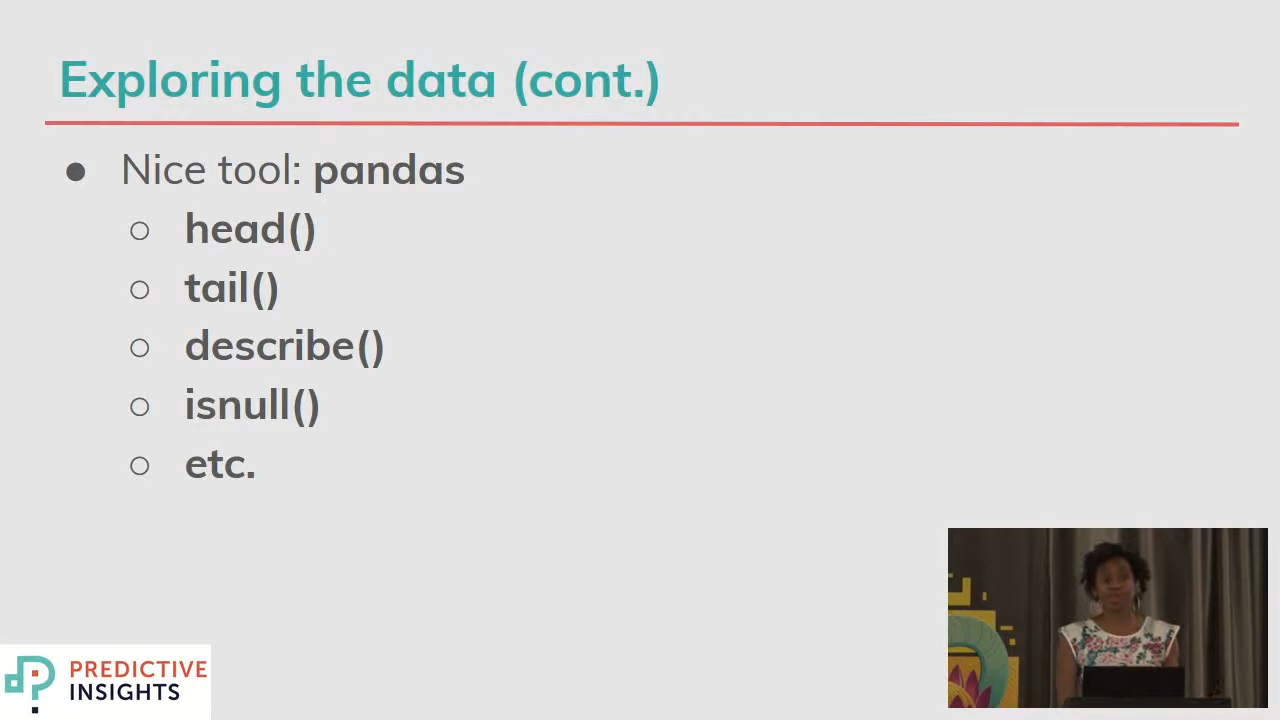 Exploring the data (cont.)
● Nice tool: pandas
○ head()
○ tail()
○ describe()
○ isnull()
○ etc.
PREDICTIVE
INSIGHTS